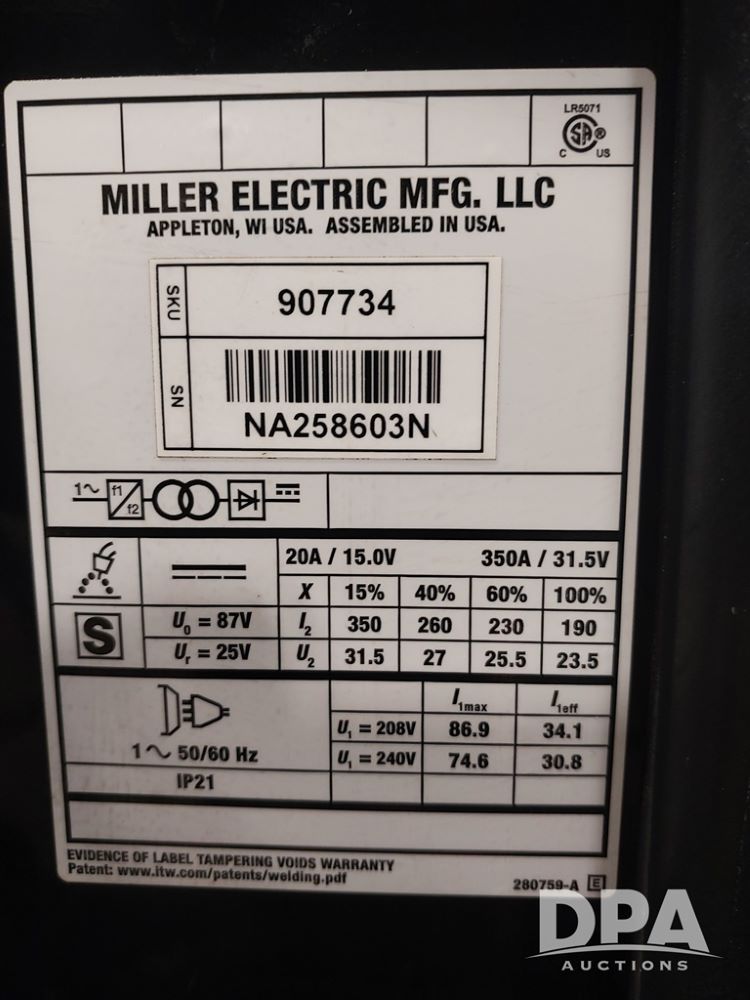 LR5071
SA ®
C US
MILLER ELECTRIC MFG. LLC
APPLETON, WI USA. ASSEMBLED IN USA.
SKU 907734
SN
NA258603N
1~ f1 f2
20A / 15.0V 350A / 31.5V
X 15% 40% 60% 100%
S U0 = 87V I2 350 260 230 190
Ur = 25V U2 31.5 27 25.5 23.5
I1max I1eff
U1 = 208V 86.9 34.1
1~ 50/60 Hz U1 = 240V 74.6 30.8
IP21
EVIDENCE OF LABEL TAMPERING VOIDS WARRANTY
Patent: www.itw.com/patents/welding.pdf
280759-A E
DPA
AUCTIONS